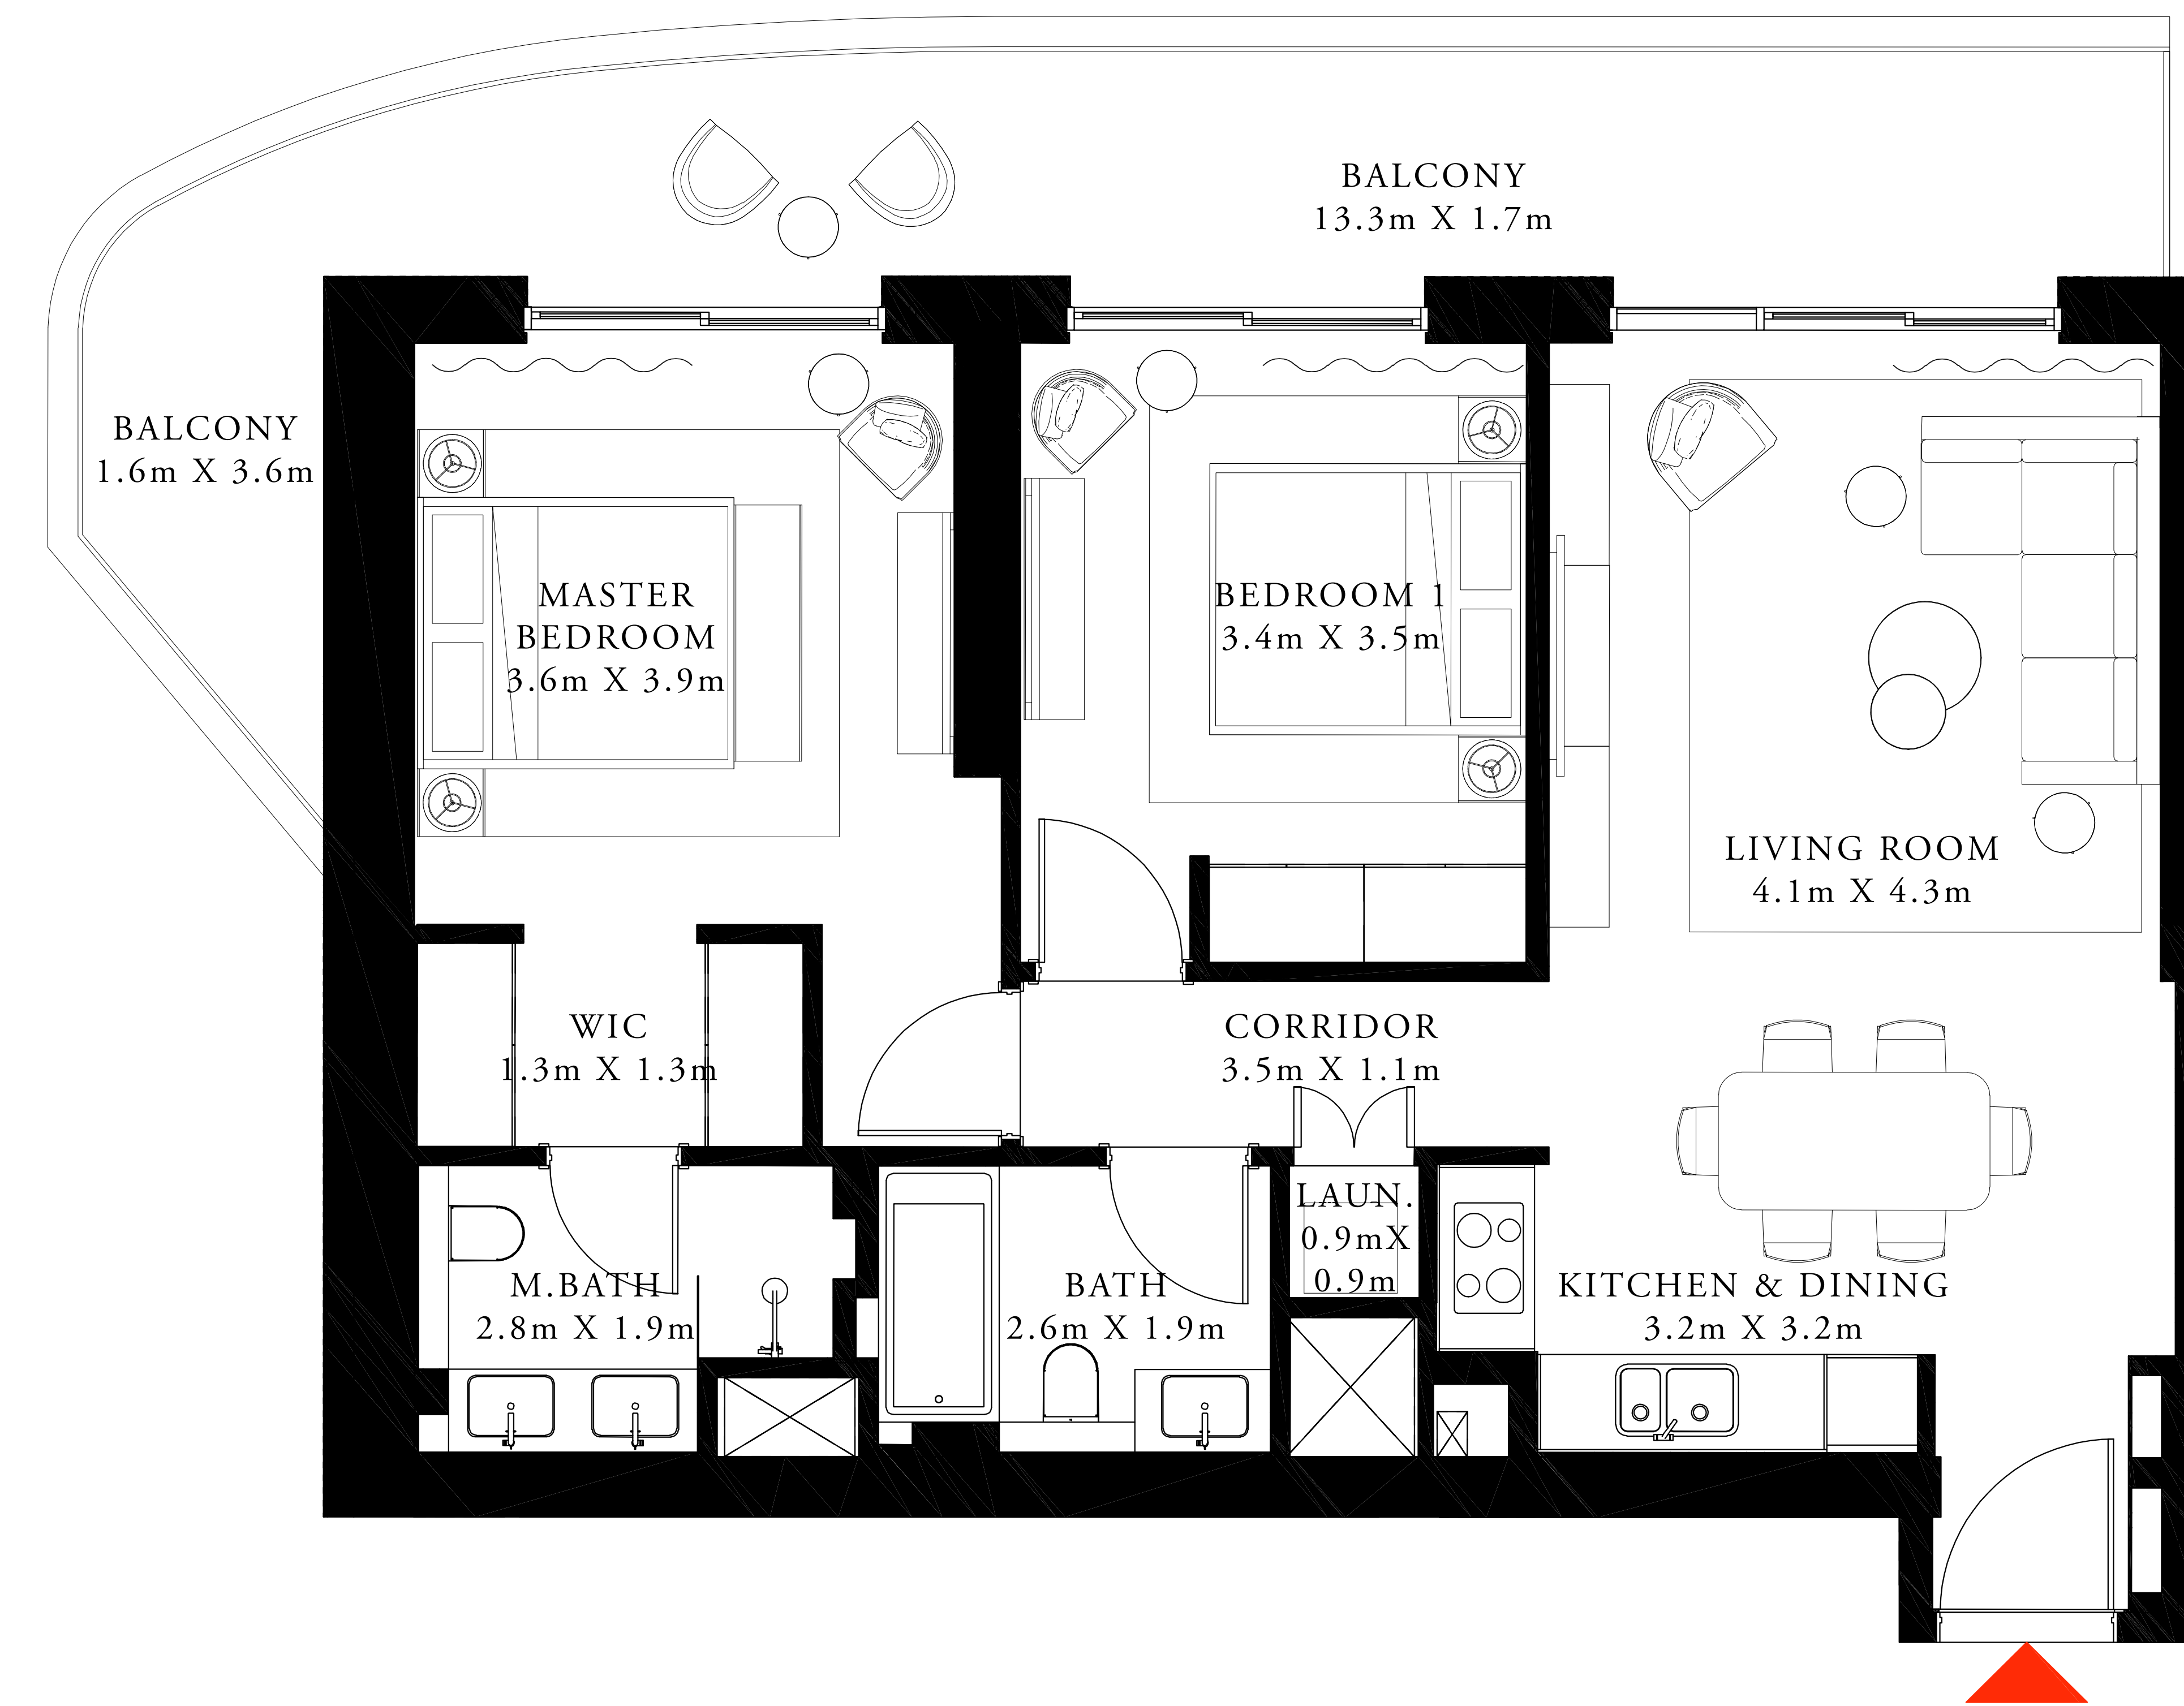 BALCONY
13.3m X 1.7m
BALCONY
1.6m X 3.6m
MASTER
BEDROOM
3.6m X 3.9m
BEDROOM 1
3.4m X 3.5m
LIVING ROOM
4.1m X 4.3m
WIC
1.3m X 1.3m
CORRIDOR
3.5m X 1.1m
LAUN.
0.9mX
0.9m
M.BATH
2.8m X 1.9m
BATH
2.6m X 1.9m
KITCHEN & DINING
3.2m X 3.2m